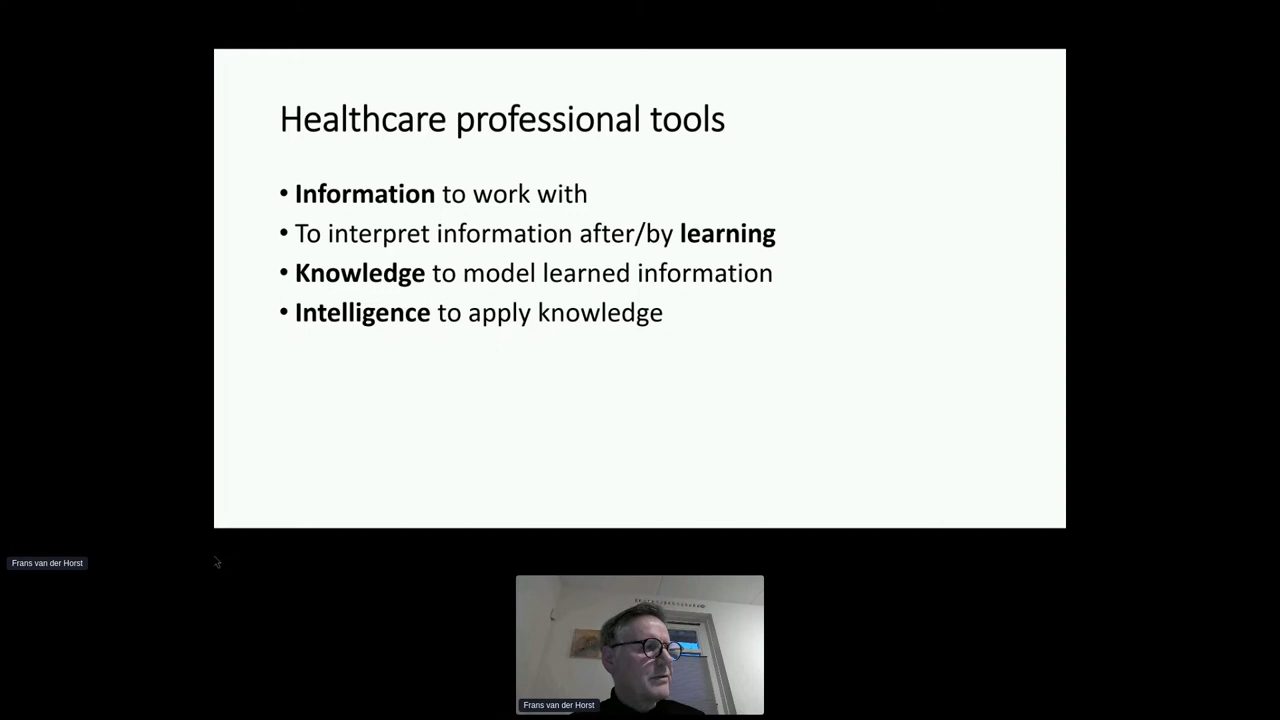 Healthcare professional tools
• Information to work with
• To interpret information after/by learning
• Knowledge to model learned information
• Intelligence to apply knowledge
Frans van der Horst
Frans van der Horst